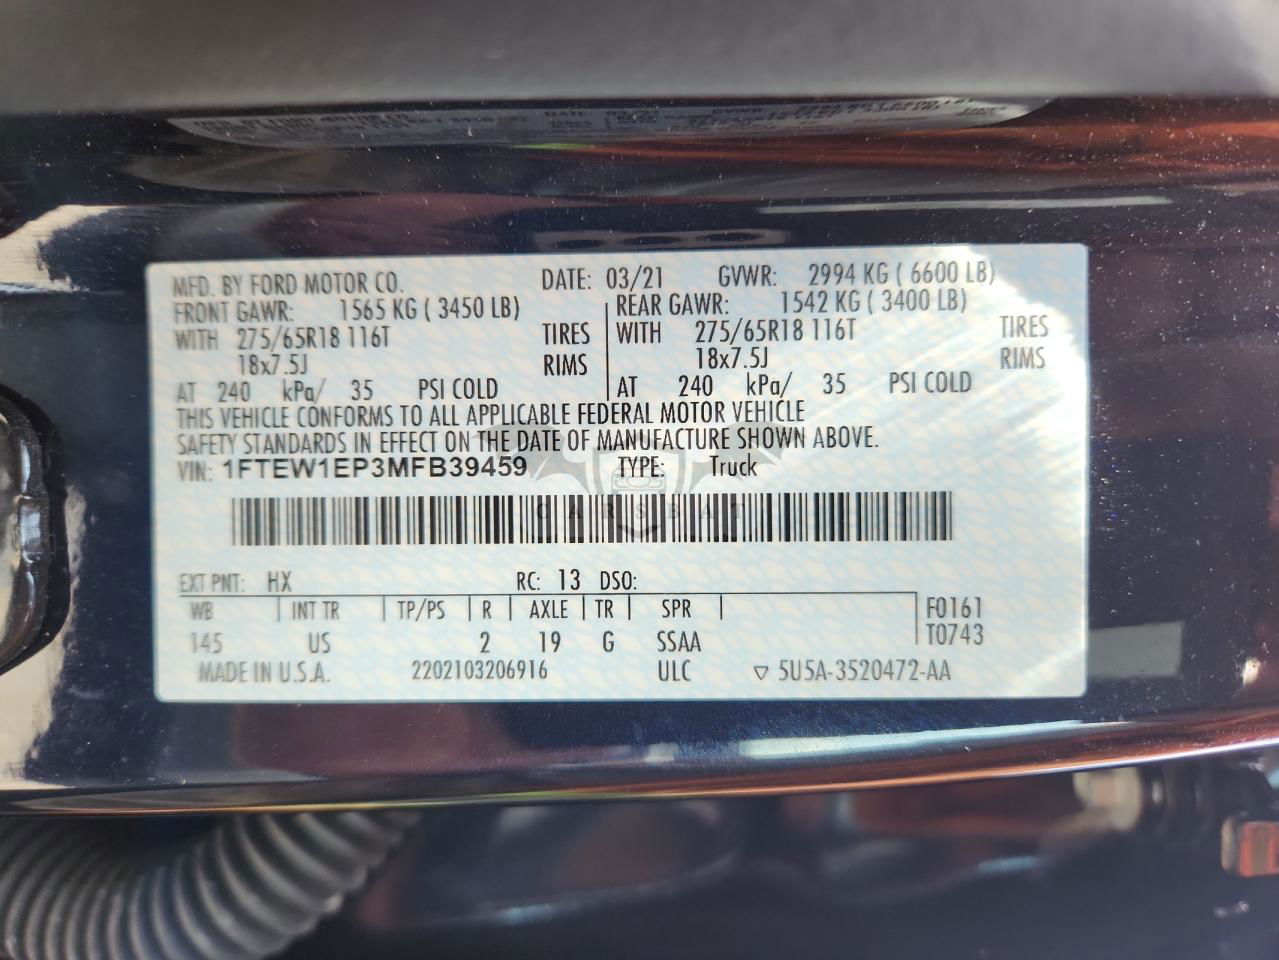 MFD. BY FORD MOTOR CO. DATE: 03/21 GVWR: 2994 KG ( 6600 LB)
FRONT GAWR: 1565 KG ( 3450 LB) REAR GAWR: 1542 KG ( 3400 LB)
WITH 275/65R18 116T TIRES WITH 275/65R18 116T TIRES
18x7.5J RIMS 18x7.5J RIMS
AT 240 kPa/ 35 PSI COLD AT 240 kPa/ 35 PSI COLD
THIS VEHICLE CONFORMS TO ALL APPLICABLE FEDERAL MOTOR VEHICLE
SAFETY STANDARDS IN EFFECT ON THE DATE OF MANUFACTURE SHOWN ABOVE.
VIN: 1FTEW1EP3MFB39459 TYPE: Truck
CARSBAT
EXT PNT: HX RC: 13 DSO:
WB INT TR TP/PS R AXLE TR SPR F0161
145 US 2 19 G SSAA T0743
MADE IN U.S.A. 2202103206916 ULC ▽ 5U5A-3520472-AA